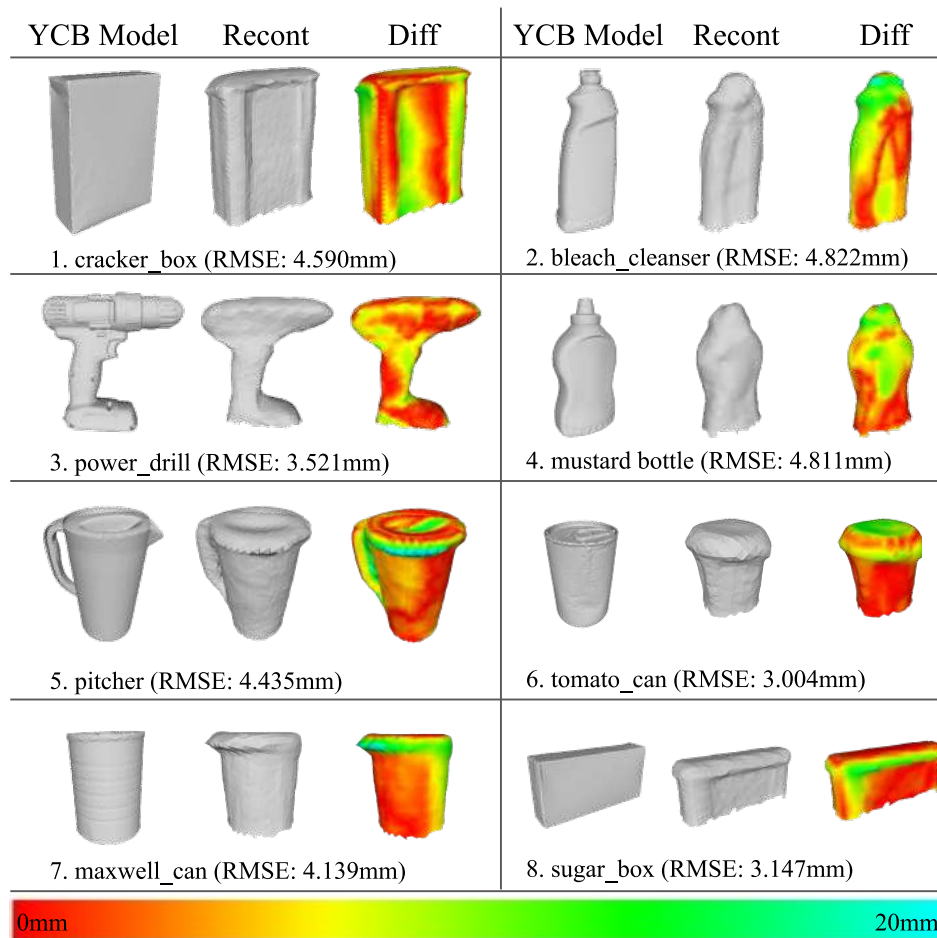 YCB Model Recont Diff YCB Model Recont Diff
1. cracker_box (RMSE: 4.590mm) 2. bleach_cleanser (RMSE: 4.822mm)
3. power_drill (RMSE: 3.521mm) 4. mustard bottle (RMSE: 4.811mm)
5. pitcher (RMSE: 4.435mm) 6. tomato_can (RMSE: 3.004mm)
7. maxwell_can (RMSE: 4.139mm) 8. sugar_box (RMSE: 3.147mm)
0mm 20mm